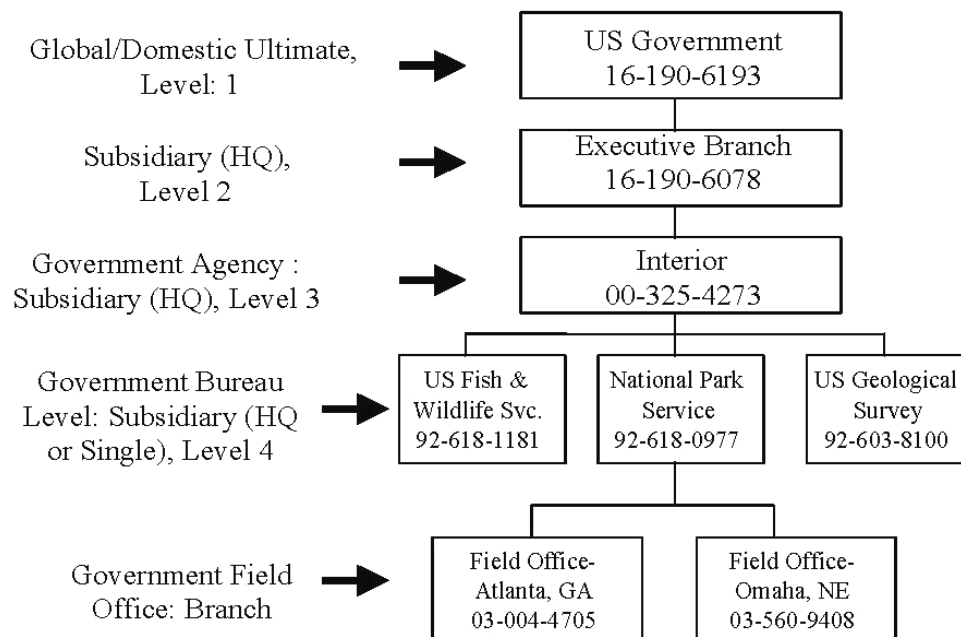 Global/Domestic Ultimate,
Level: 1
US Government
16-190-6193
Subsidiary (HQ),
Level 2
Executive Branch
16-190-6078
Government Agency :
Subsidiary (HQ), Level 3
Interior
00-325-4273
Government Bureau
Level: Subsidiary (HQ
or Single), Level 4
US Fish &
Wildlife Svc.
92-618-1181
National Park
Service
92-618-0977
US Geological
Survey
92-603-8100
Government Field
Office: Branch
Field Office-
Atlanta, GA
03-004-4705
Field Office-
Omaha, NE
03-560-9408